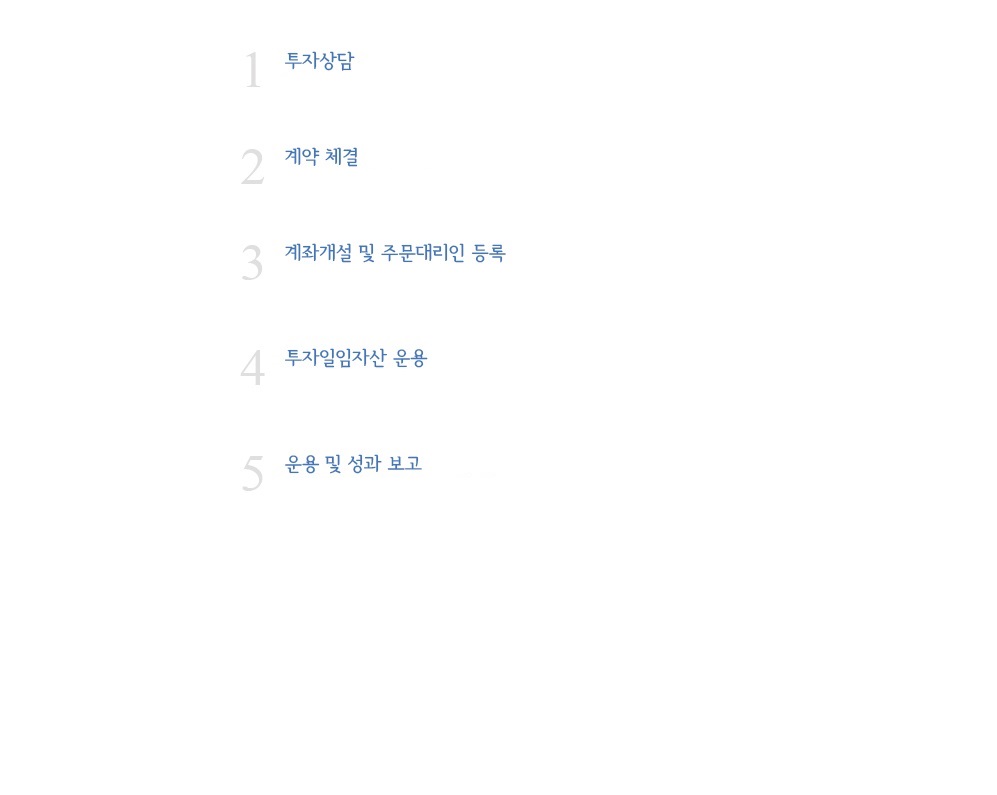 1 투자상담
2 계약 체결
3 계좌개설 및 주문대리인 등록
4 투자일임자산 운용
5 운용 및 성과 보고